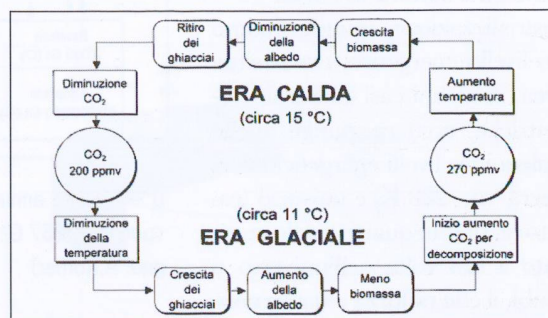 Ritiro
dei
ghiacciai
Diminuzione
della
albedo
Crescita
biomassa
Diminuzione
CO₂
ERA CALDA
(circa 15 °C)
Aumento
temperatura
CO₂
200 ppmv
CO₂
270 ppmv
Diminuzione
della
temperatura
(circa 11 °C)
ERA GLACIALE
Inizio aumento
CO₂ per
decomposizione
Crescita
dei
ghiacciai
Aumento
della
albedo
Meno
biomassa